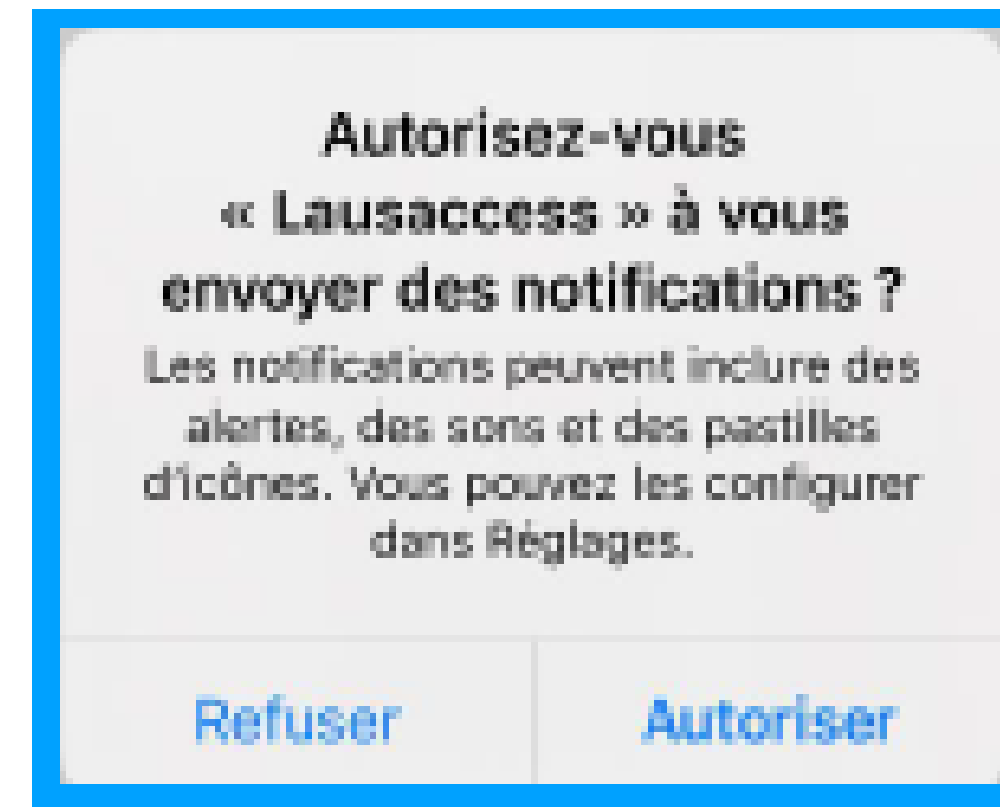 Autorisez-vous
« Lausaccess » à vous
envoyer des notifications ?
Les notifications peuvent inclure des
alertes, des sons et des pastilles
d'icônes. Vous pouvez les configurer
dans Réglages.
Refuser
Autoriser